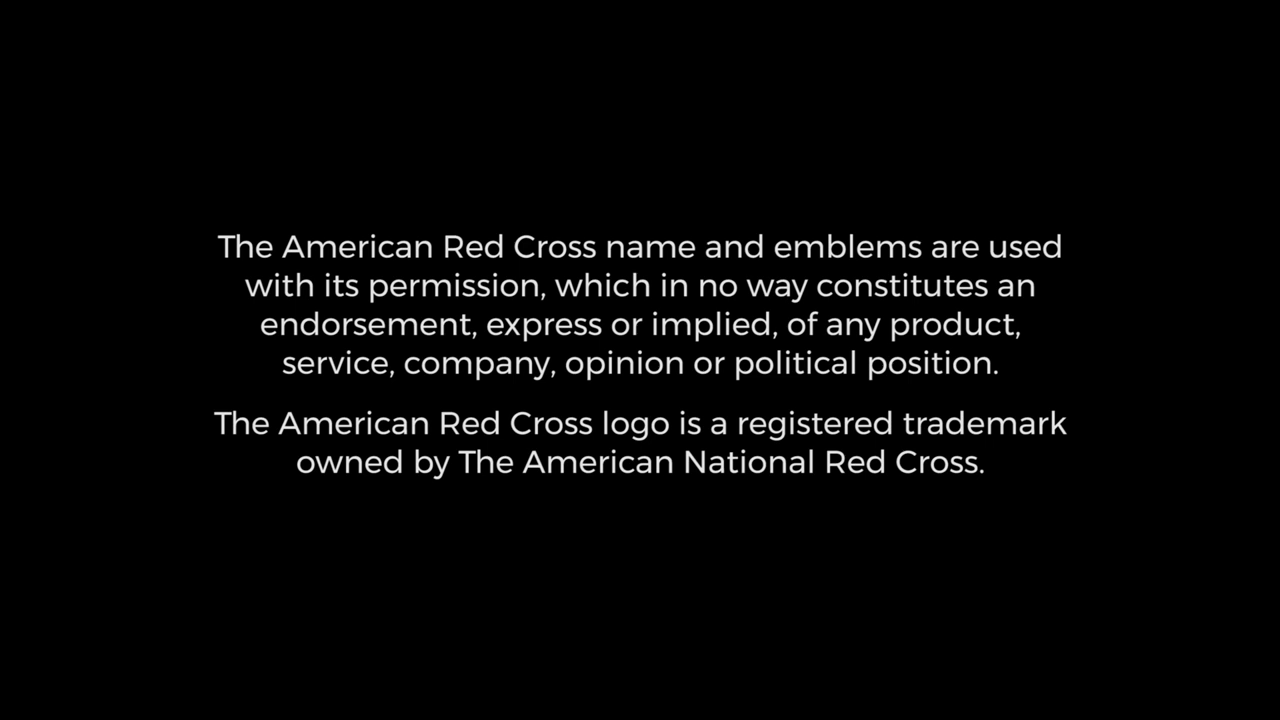 The American Red Cross name and emblems are used
with its permission, which in no way constitutes an
endorsement, express or implied, of any product,
service, company, opinion or political position.
The American Red Cross logo is a registered trademark
owned by The American National Red Cross.